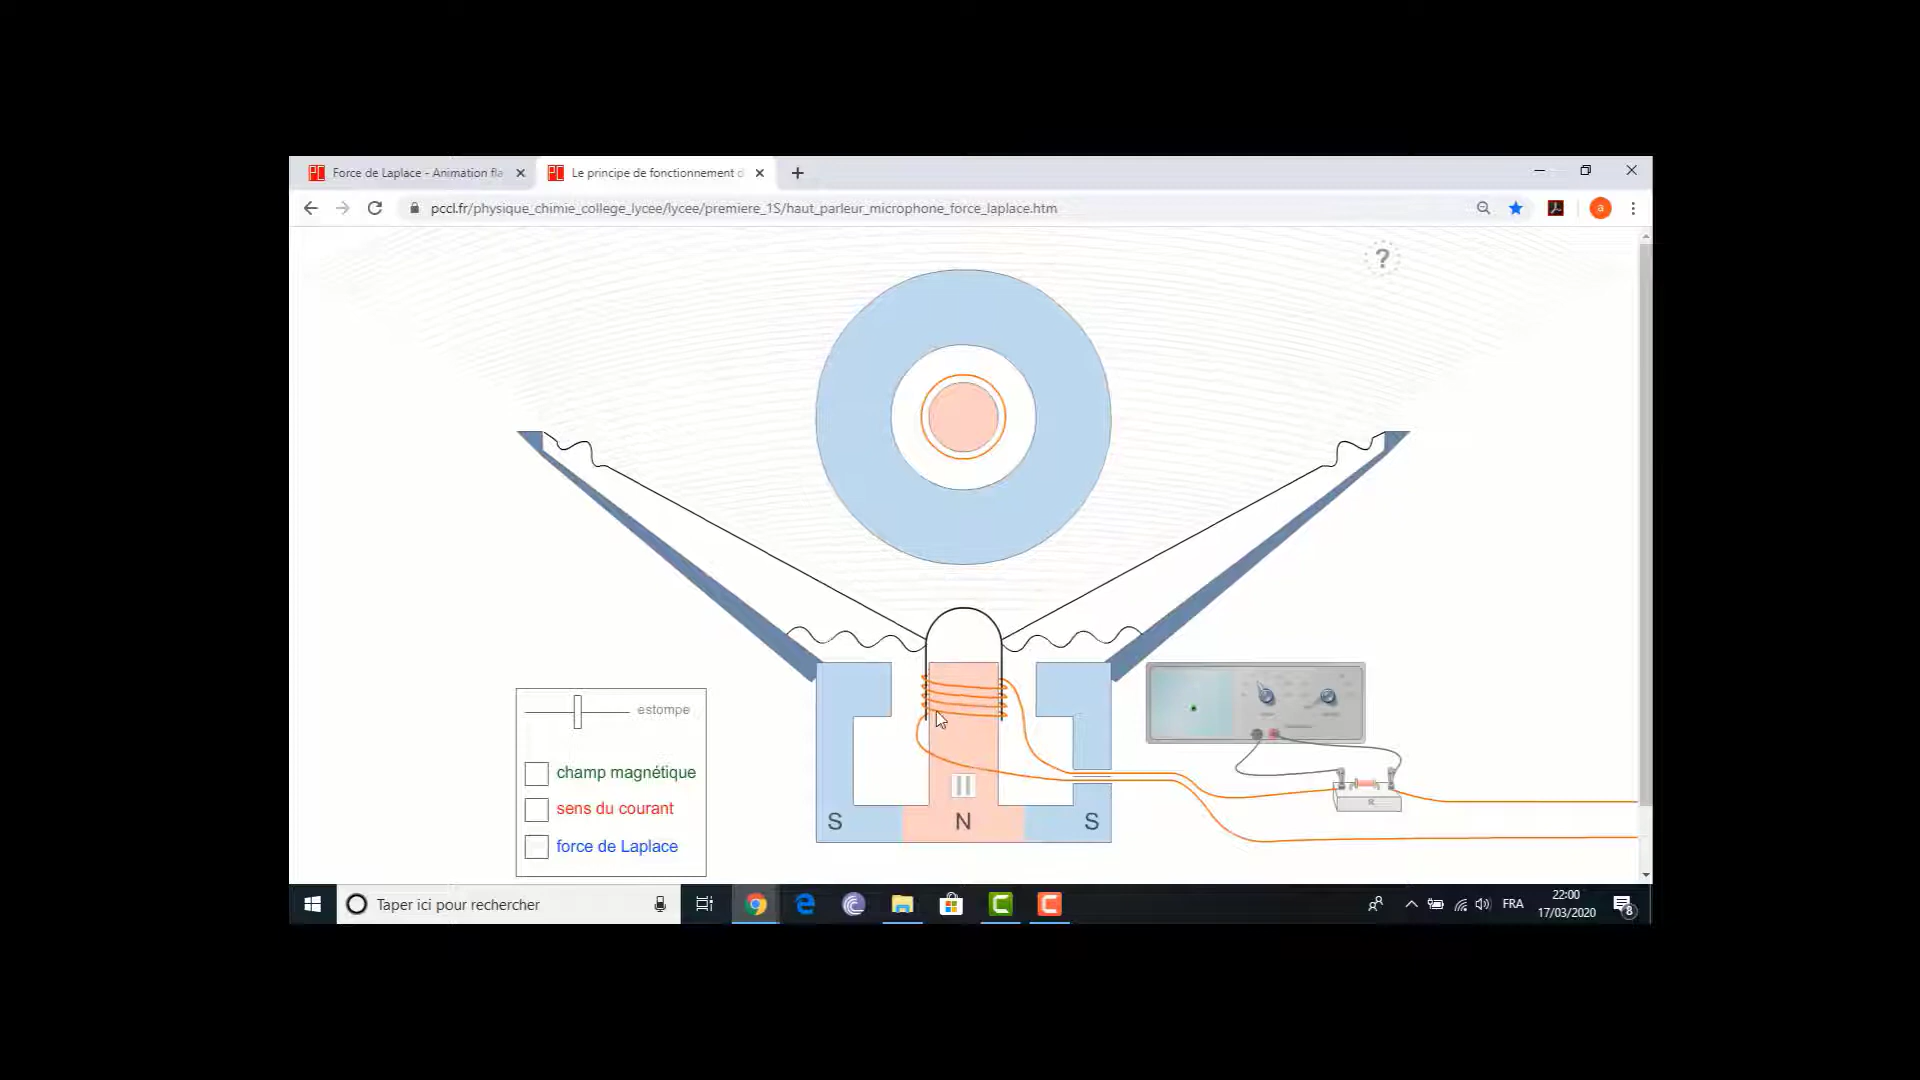 Force de Laplace - Animation fla
Le principe de fonctionnement d
pccl.fr/physique_chimie_college_lycee/lycee/premiere_1S/haut_parleur_microphone_force_laplace.htm
a
?
estompe
champ magnétique
sens du courant
force de Laplace
S
N
S
R
Taper ici pour rechercher
FRA
22:00
17/03/2020
8